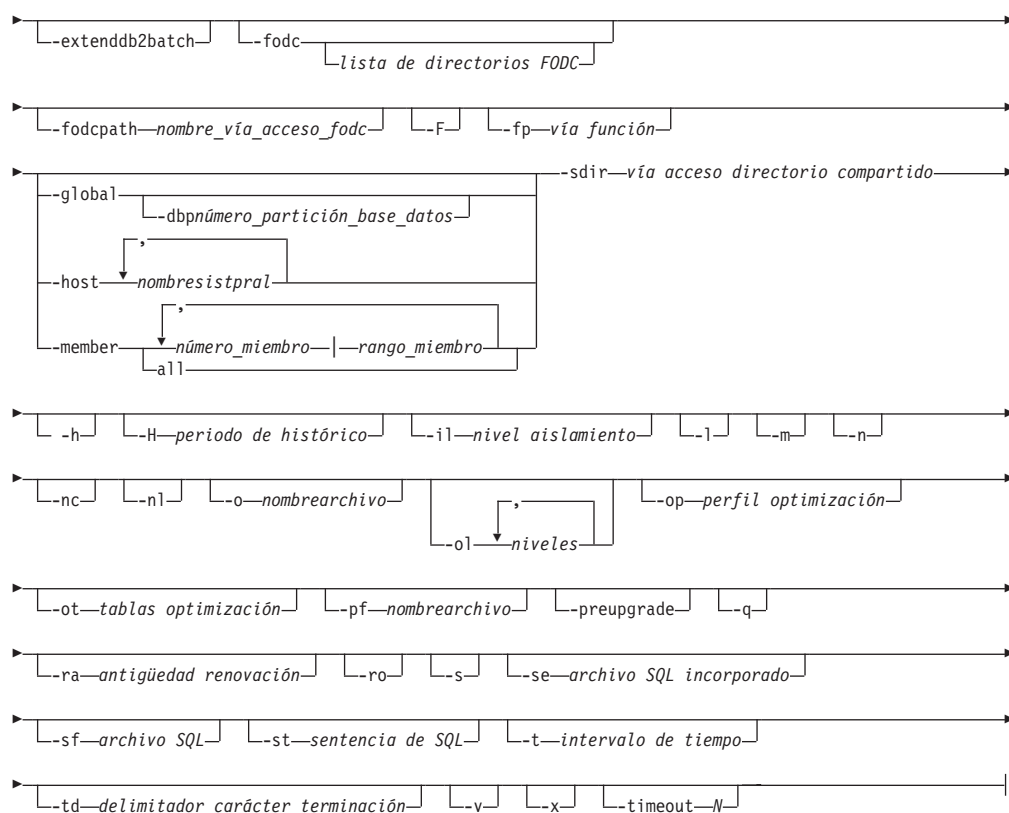 -extenddb2batch -fodc
lista de directorios FODC
-fodcpath nombre_vía_acceso_fodc -F -fp vía función
-sdir vía acceso directorio compartido
-global
-dbpnúmero_partición_base_datos
,
-host nombresistpral
,
-member número_miembro | rango_miembro
all
-h -H periodo de histórico -il nivel aislamiento -l -m -n
-nc -nl -o nombrearchivo -op perfil optimización
,
-ol niveles
-ot tablas optimización -pf nombrearchivo -preupgrade -q
-ra antigüedad renovación -ro -s -se archivo SQL incorporado
-sf archivo SQL -st sentencia de SQL -t intervalo de tiempo
-td delimitador carácter terminación -v -x -timeout N